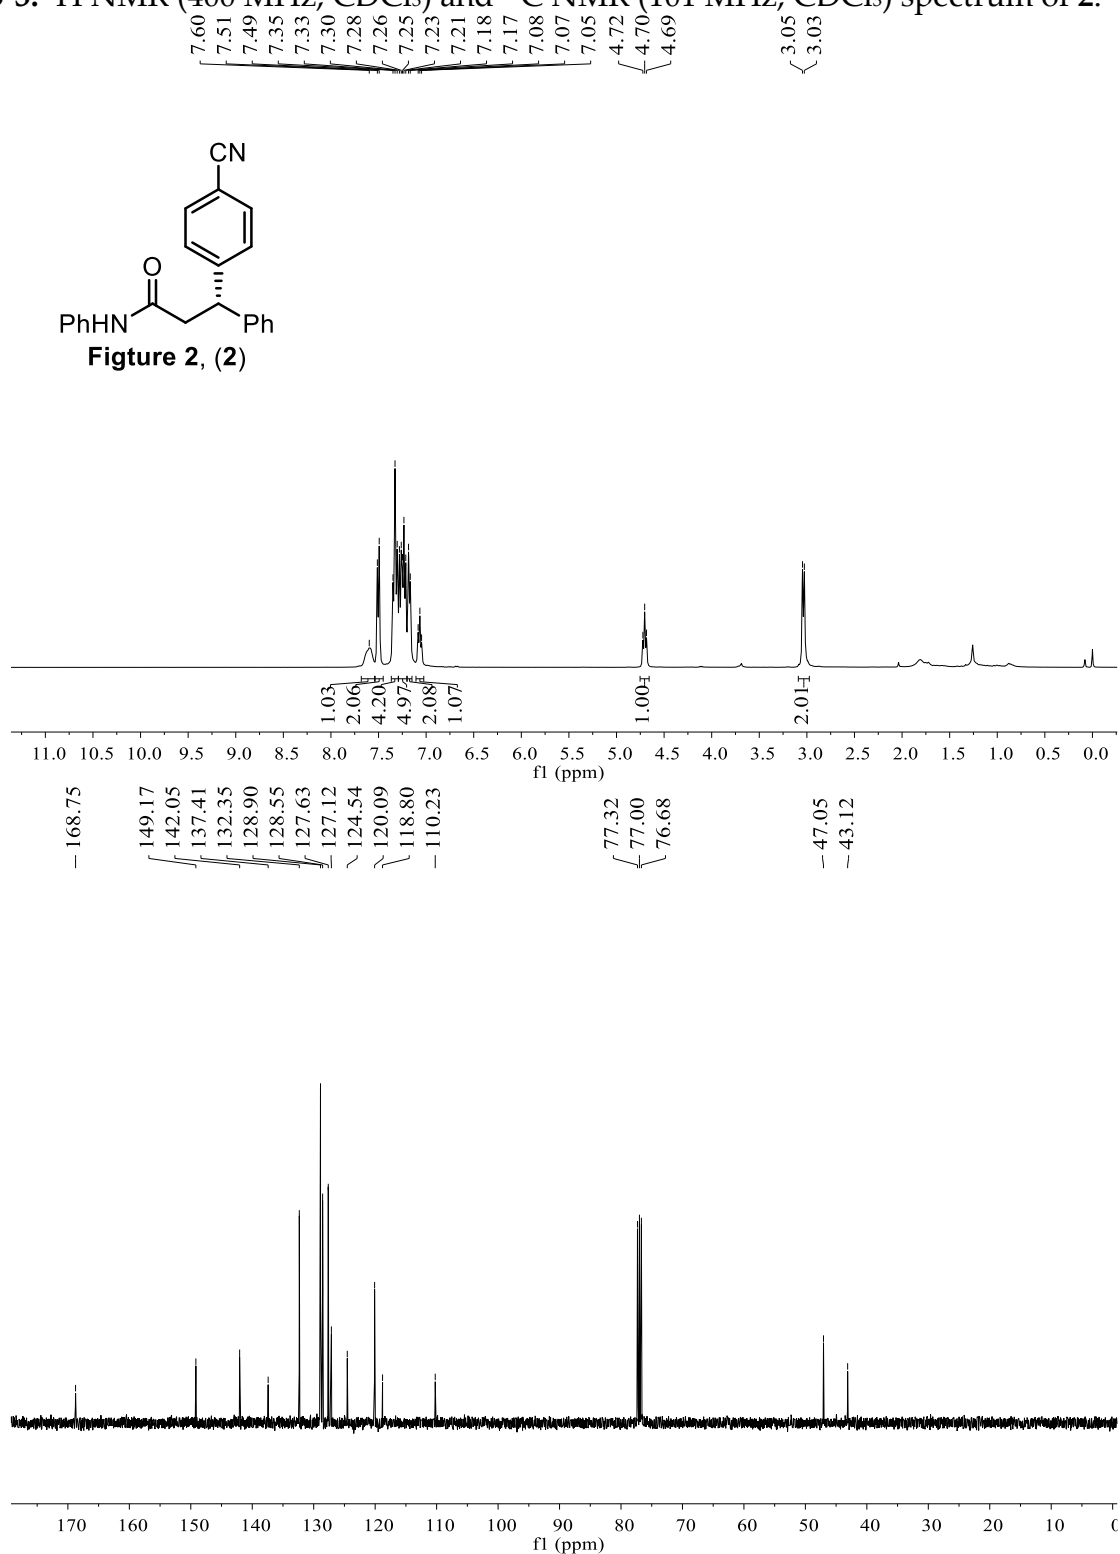 H NMR (400 MHz, CDCl₃) and C NMR (101 MHz, CDCl₃) spectrum of 2.
7.60 7.51 7.49 7.35 7.33 7.30 7.28 7.26 7.25 7.23 7.21 7.18 7.17 7.08 7.07 7.05 4.72 4.70 4.69 3.05 3.03
CN
O
PhHN Ph
Figture 2, (2)
1.03 2.06 4.20 4.97 2.08 1.07 1.00 2.01
11.0 10.5 10.0 9.5 9.0 8.5 8.0 7.5 7.0 6.5 6.0 5.5 5.0 4.5 4.0 3.5 3.0 2.5 2.0 1.5 1.0 0.5 0.0
f1 (ppm)
168.75 149.17 142.05 137.41 132.35 128.90 128.55 127.63 127.12 124.54 120.09 118.80 110.23 77.32 77.00 76.68 47.05 43.12
170 160 150 140 130 120 110 100 90 80 70 60 50 40 30 20 10 0
f1 (ppm)